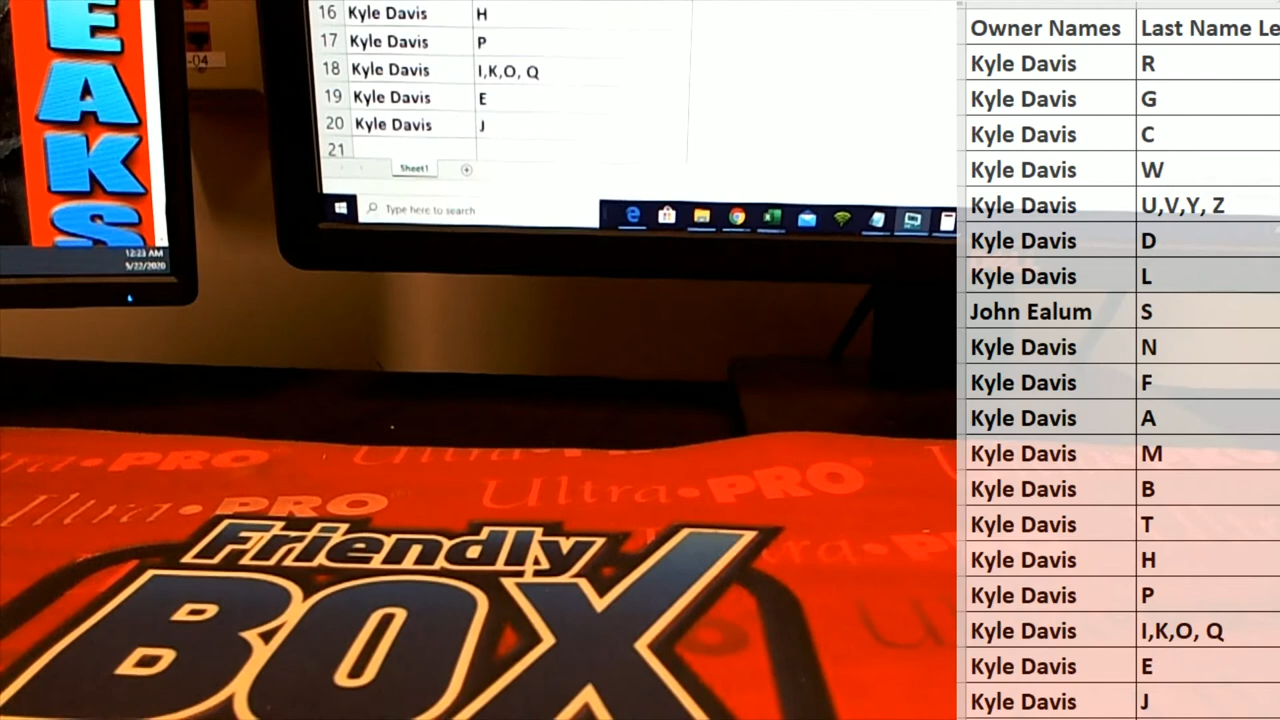 EAKS
-04
12:23 AM
5/22/2020
16 Kyle Davis H
17 Kyle Davis P
18 Kyle Davis I,K,O, Q
19 Kyle Davis E
20 Kyle Davis J
21
Sheet1
Type here to search
Ultra•PRO
Ultra•PRO
Ultra•PRO
Friendly
BOX
Owner Names Last Name Le
Kyle Davis R
Kyle Davis G
Kyle Davis C
Kyle Davis W
Kyle Davis U,V,Y, Z
Kyle Davis D
Kyle Davis L
John Ealum S
Kyle Davis N
Kyle Davis F
Kyle Davis A
Kyle Davis M
Kyle Davis B
Kyle Davis T
Kyle Davis H
Kyle Davis P
Kyle Davis I,K,O, Q
Kyle Davis E
Kyle Davis J